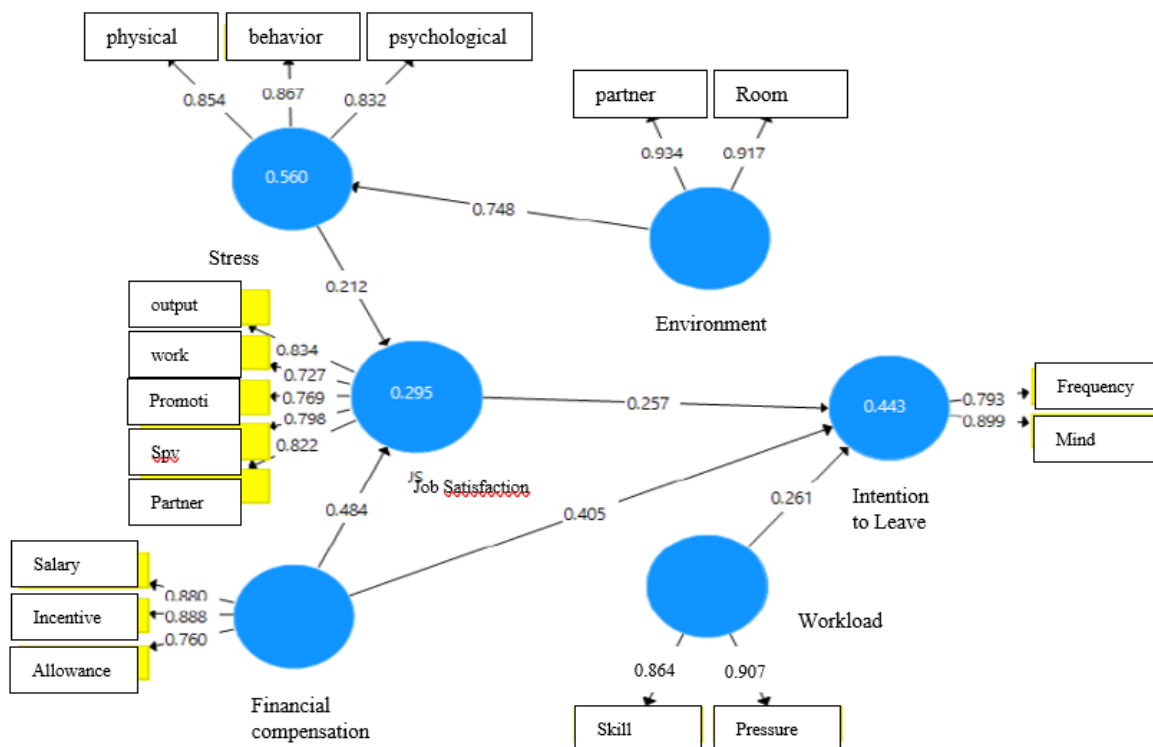 physical
behavior
psychological
0.854
0.867
0.832
partner
Room
0.934
0.917
0.560
0.748
Stress
0.212
Environment
output
work
Promoti
Spv
Partner
0.834
0.727
0.769
0.798
0.822
0.295
0.257
0.443
0.793
0.899
Frequency
Mind
JS
Job Satisfaction
0.484
0.405
0.261
Intention
to Leave
Salary
Incentive
Allowance
0.880
0.888
0.760
Workload
0.864
0.907
Financial
compensation
Skill
Pressure